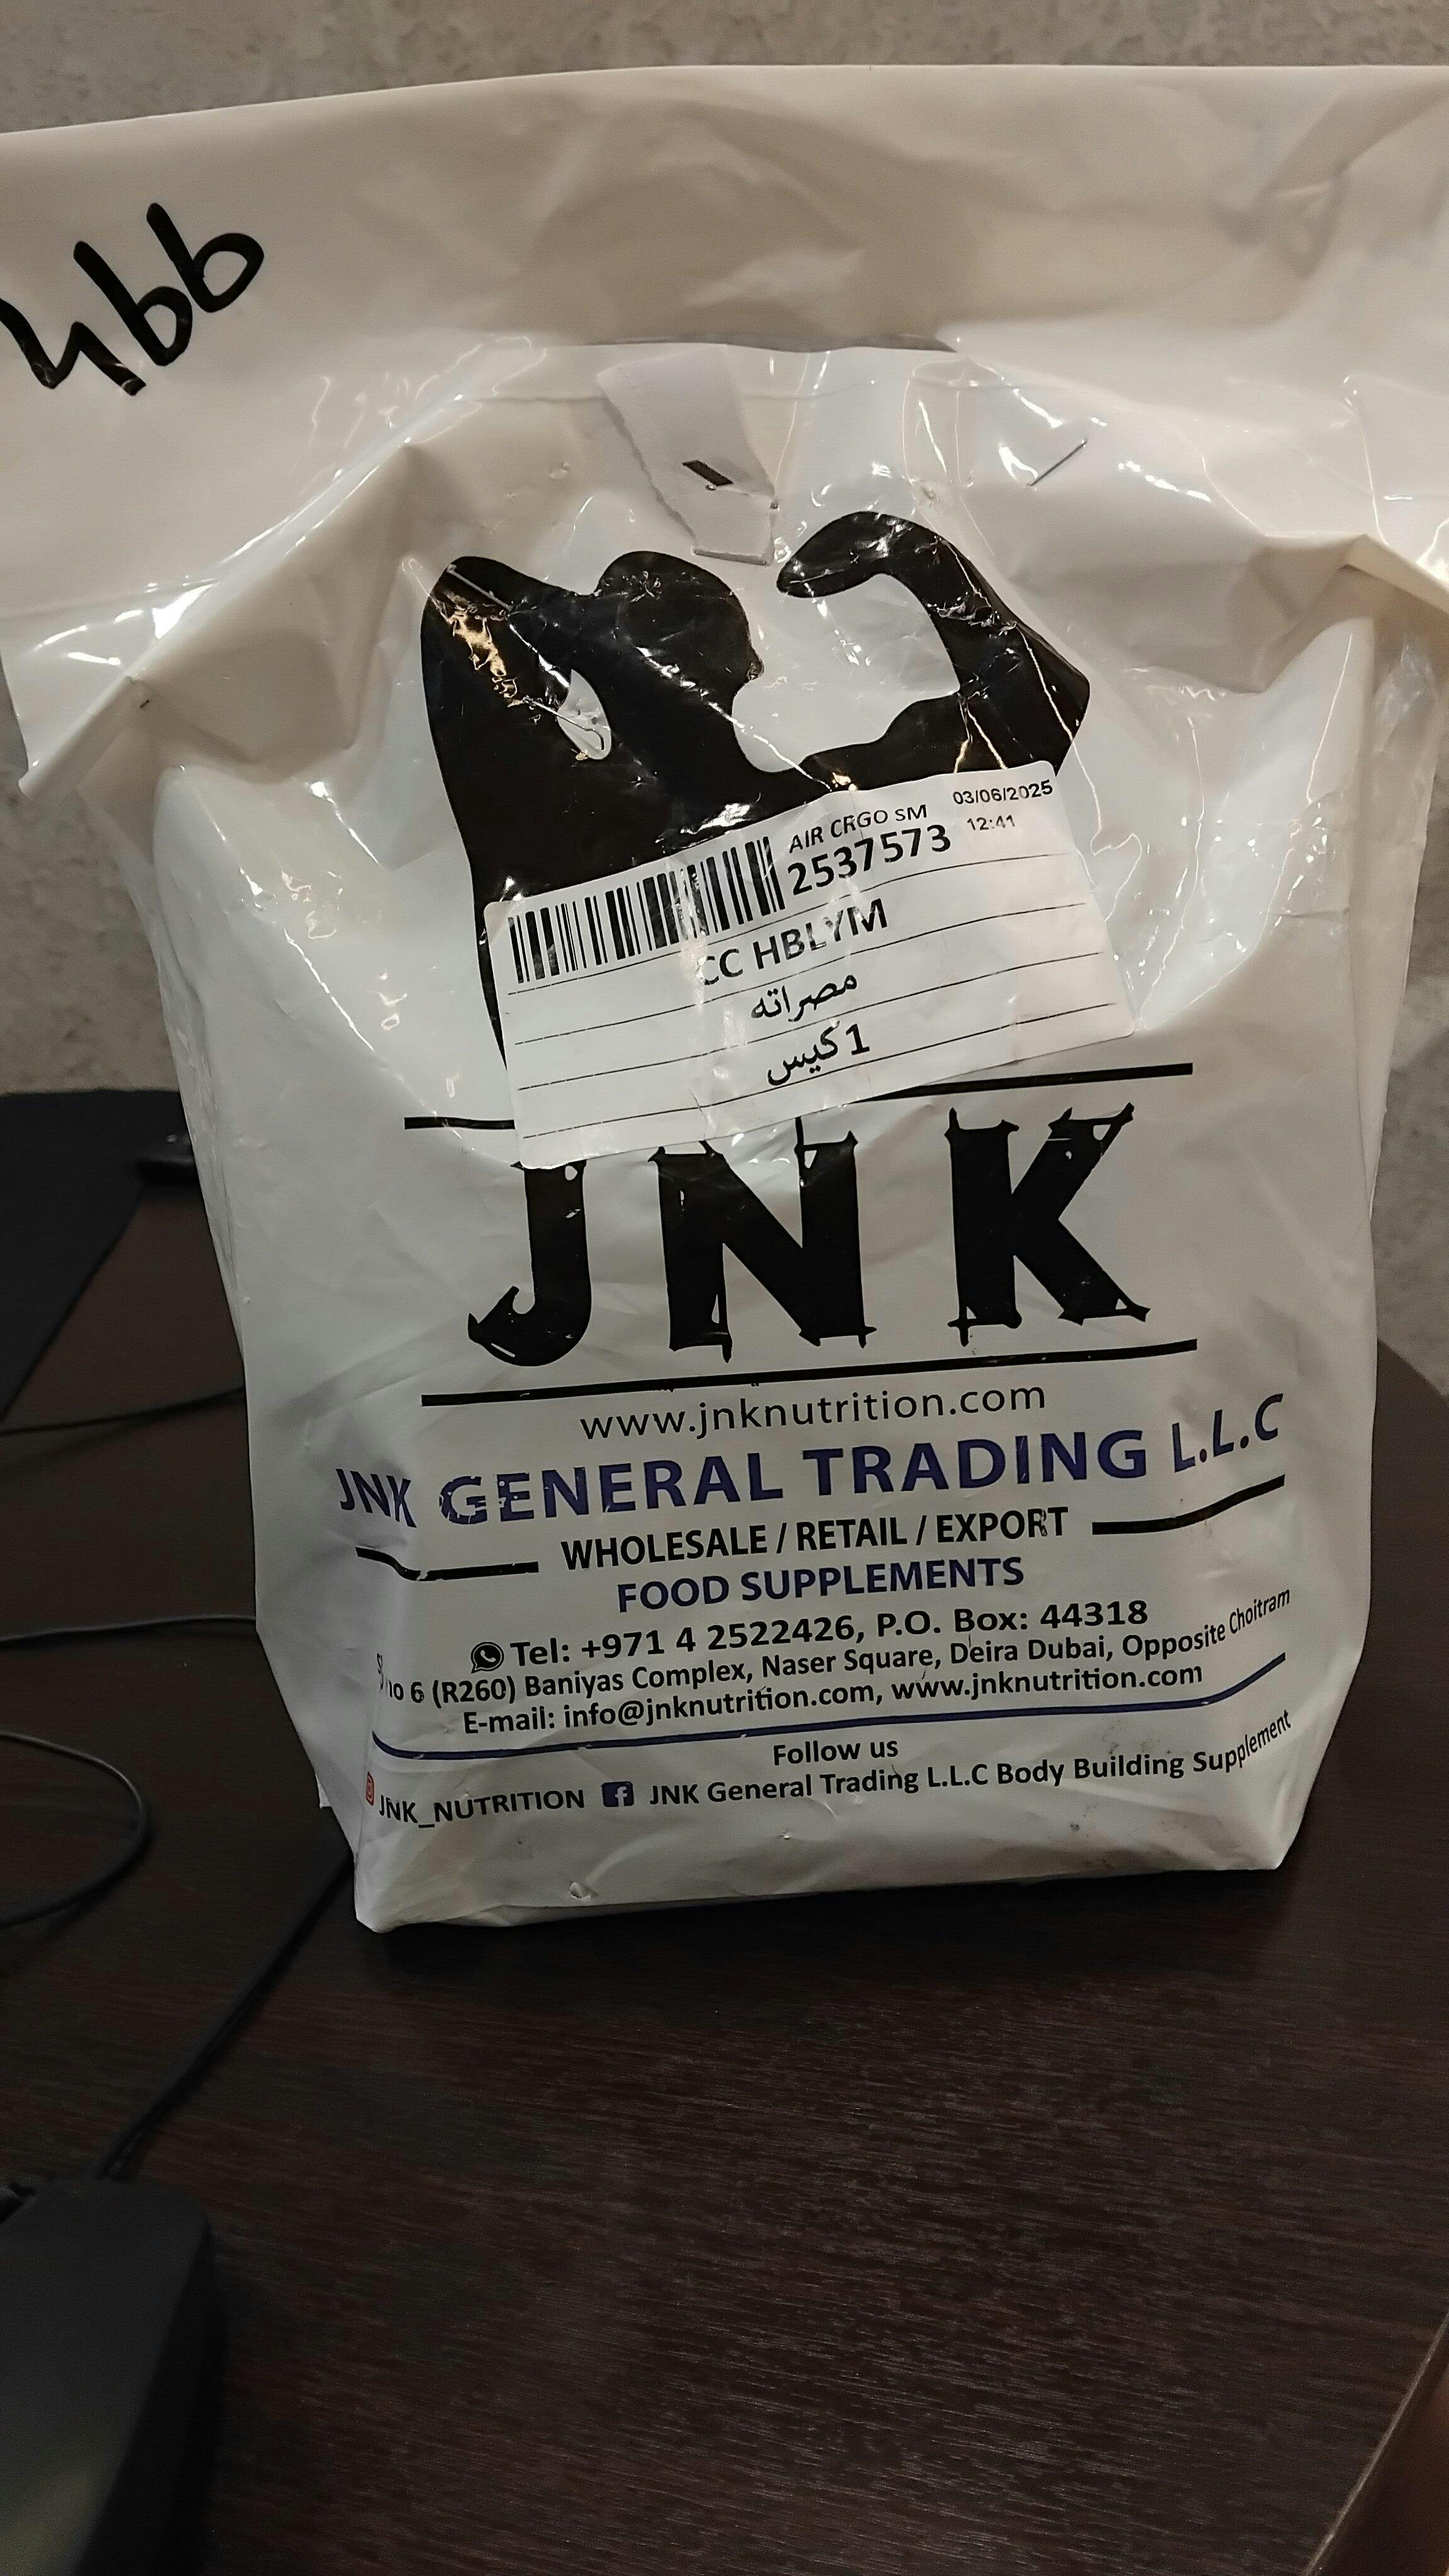 466
AIR CRGO SM 03/06/2025
2537573 12:41
CC HBLYM
مصراته
1 كيس
JNK
www.jnknutrition.com
JNK GENERAL TRADING L.L.C
WHOLESALE / RETAIL / EXPORT
FOOD SUPPLEMENTS
Tel: +971 4 2522426, P.O. Box: 44318
no 6 (R260) Baniyas Complex, Naser Square, Deira Dubai, Opposite Choitram
E-mail: info@jnknutrition.com, www.jnknutrition.com
Follow us
JNK_NUTRITION JNK General Trading L.L.C Body Building Supplement